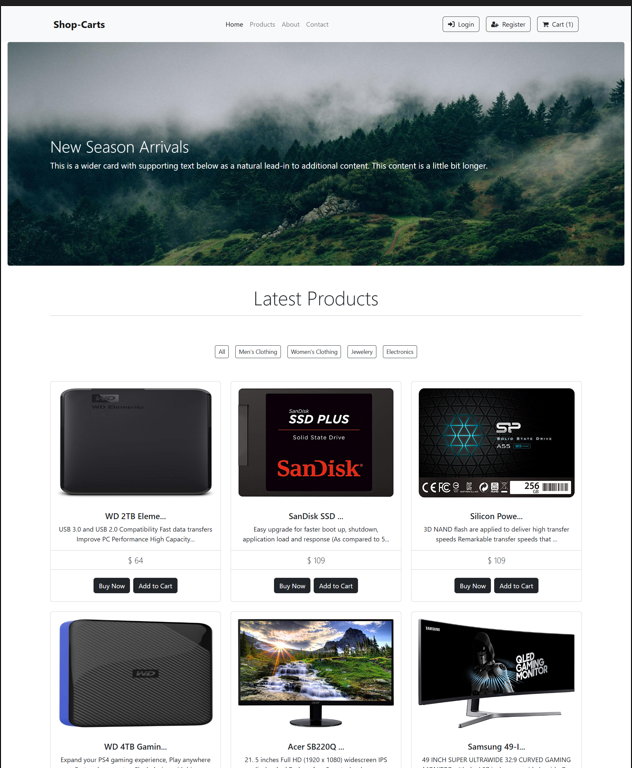 Shop-Carts
Home Products About Contact
Login Register Cart (1)
New Season Arrivals
This is a wider card with supporting text below as a natural lead-in to additional content. This content is a little bit longer.
Latest Products
All Men's Clothing Women's Clothing Jewelery Electronics
WD
SanDisk
SSD PLUS
Solid State Drive
SanDisk
SP
SOLID STATE DRIVE
A55
256
GB
WD 2TB Eleme...
USB 3.0 and USB 2.0 Compatibility Fast data transfers
Improve PC Performance High Capacity...
$ 64
Buy Now Add to Cart
SanDisk SSD ...
Easy upgrade for faster boot up, shutdown,
application load and response (As compared to 5...
$ 109
Buy Now Add to Cart
Silicon Powe...
3D NAND flash are applied to deliver high transfer
speeds Remarkable transfer speeds that ...
$ 109
Buy Now Add to Cart
WD
SAMSUNG
QLED
GAMING
MONITOR
WD 4TB Gamin...
Expand your PS4 gaming experience, Play anywhere
Acer SB220Q ...
21. 5 inches Full HD (1920 x 1080) widescreen IPS
Samsung 49-I...
49 INCH SUPER ULTRAWIDE 32:9 CURVED GAMING